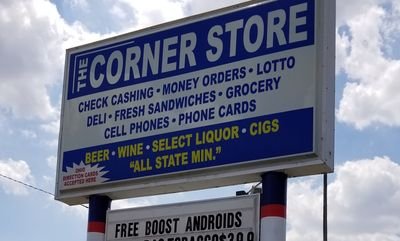 THE CORNER STORE
CHECK CASHING • MONEY ORDERS • LOTTO
DELI • FRESH SANDWICHES • GROCERY
CELL PHONES • PHONE CARDS
BEER • WINE • SELECT LIQUOR • CIGS
"ALL STATE MIN."
OHIO
DIRECTION CARDS
ACCEPTED HERE
FREE BOOST ANDROIDS